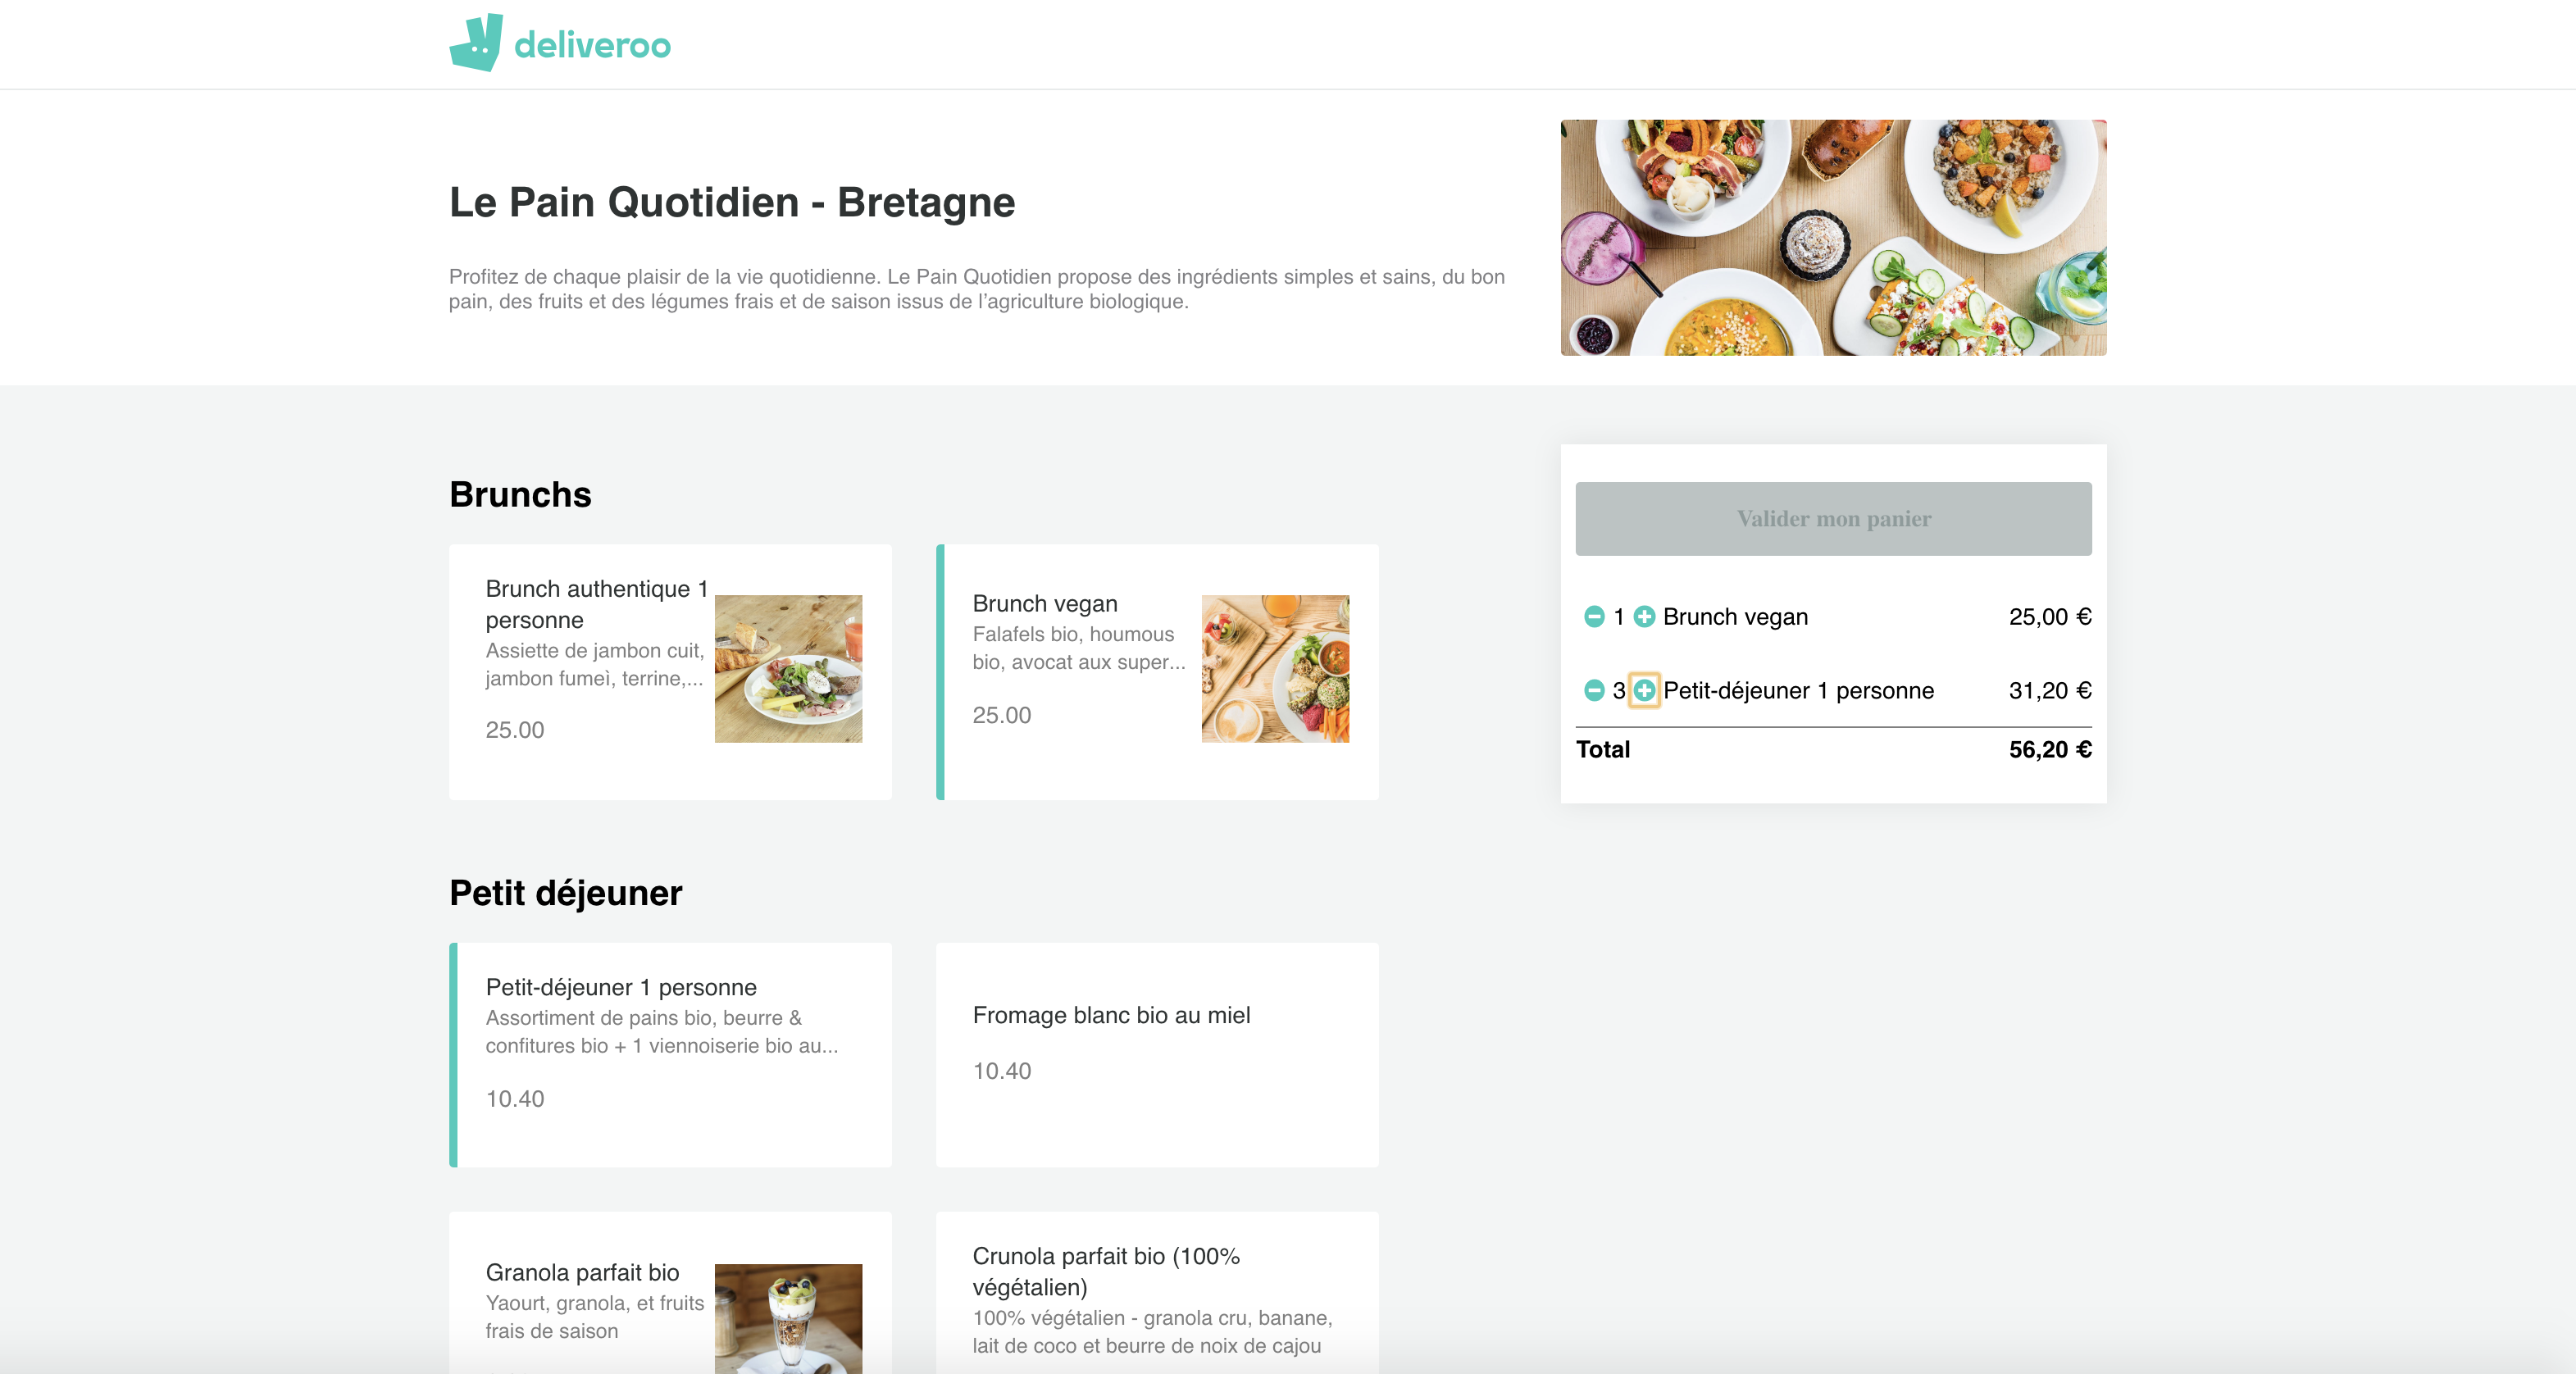 deliveroo
Le Pain Quotidien - Bretagne
Profitez de chaque plaisir de la vie quotidienne. Le Pain Quotidien propose des ingrédients simples et sains, du bon
pain, des fruits et des légumes frais et de saison issus de l’agriculture biologique.
Brunchs
Brunch authentique 1
personne
Assiette de jambon cuit,
jambon fumeì, terrine,...
25.00
Brunch vegan
Falafels bio, houmous
bio, avocat aux super...
25.00
Valider mon panier
1 Brunch vegan 25,00 €
3 Petit-déjeuner 1 personne 31,20 €
Total 56,20 €
Petit déjeuner
Petit-déjeuner 1 personne
Assortiment de pains bio, beurre &
confitures bio + 1 viennoiserie bio au...
10.40
Fromage blanc bio au miel
10.40
Granola parfait bio
Yaourt, granola, et fruits
frais de saison
Crunola parfait bio (100%
végétalien)
100% végétalien - granola cru, banane,
lait de coco et beurre de noix de cajou